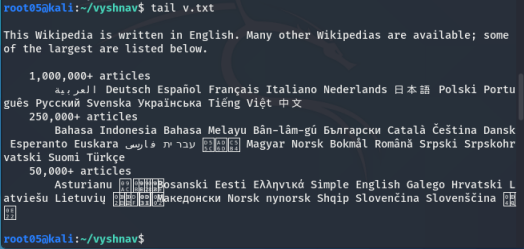 root05@kali:~/vyshnav$ tail v.txt
This Wikipedia is written in English. Many other Wikipedias are available; some
of the largest are listed below.
1,000,000+ articles
العربية Deutsch Español Français Italiano Nederlands 日本語 Polski Portu
guês Русский Svenska Українська Tiếng Việt 中文
250,000+ articles
Bahasa Indonesia Bahasa Melayu Bân-lâm-gú Български Català Čeština Dansk
Esperanto Euskara עברית فارسی Magyar Norsk Bokmål Română Srpski Srpskohr
vatski Suomi Türkçe
50,000+ articles
Asturianu Bosanski Eesti Ελληνικά Simple English Galego Hrvatski L
atviešu Lietuvių Македонски Norsk nynorsk Shqip Slovenčina Slovenščina
root05@kali:~/vyshnav$